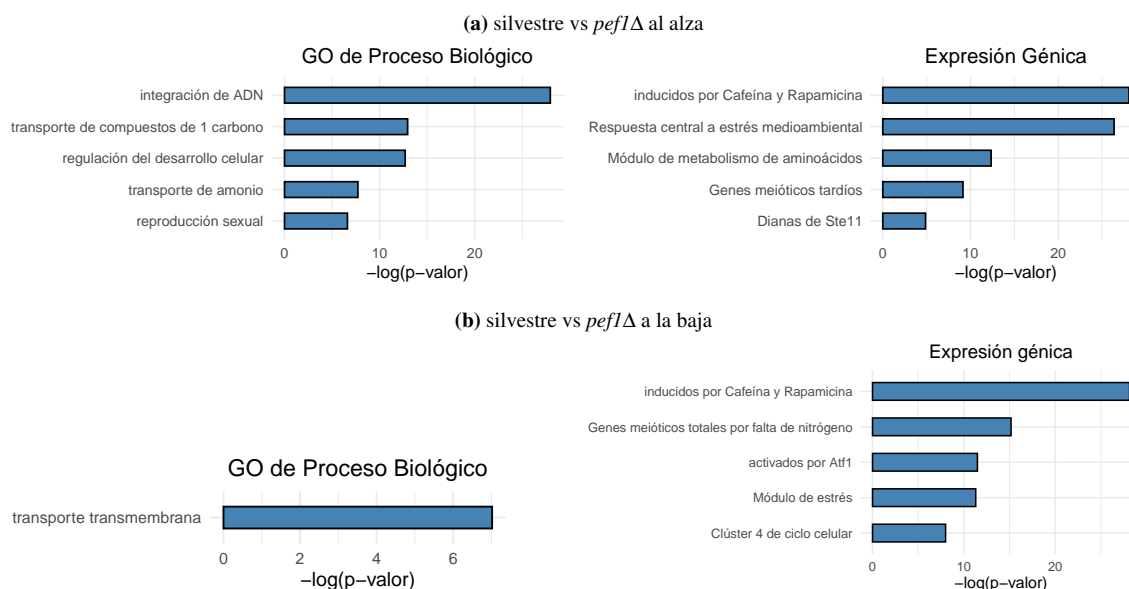 (a) silvestre vs pef1Δ al alza
GO de Proceso Biológico
integración de ADN
transporte de compuestos de 1 carbono
regulación del desarrollo celular
transporte de amonio
reproducción sexual
0 10 20
−log(p−valor)
Expresión Génica
inducidos por Cafeína y Rapamicina
Respuesta central a estrés medioambiental
Módulo de metabolismo de aminoácidos
Genes meióticos tardíos
Dianas de Ste11
0 10 20
−log(p−valor)
(b) silvestre vs pef1Δ a la baja
GO de Proceso Biológico
transporte transmembrana
0 2 4 6
−log(p−valor)
Expresión génica
inducidos por Cafeína y Rapamicina
Genes meióticos totales por falta de nitrógeno
activados por Atf1
Módulo de estrés
Clúster 4 de ciclo celular
0 10 20
−log(p−valor)